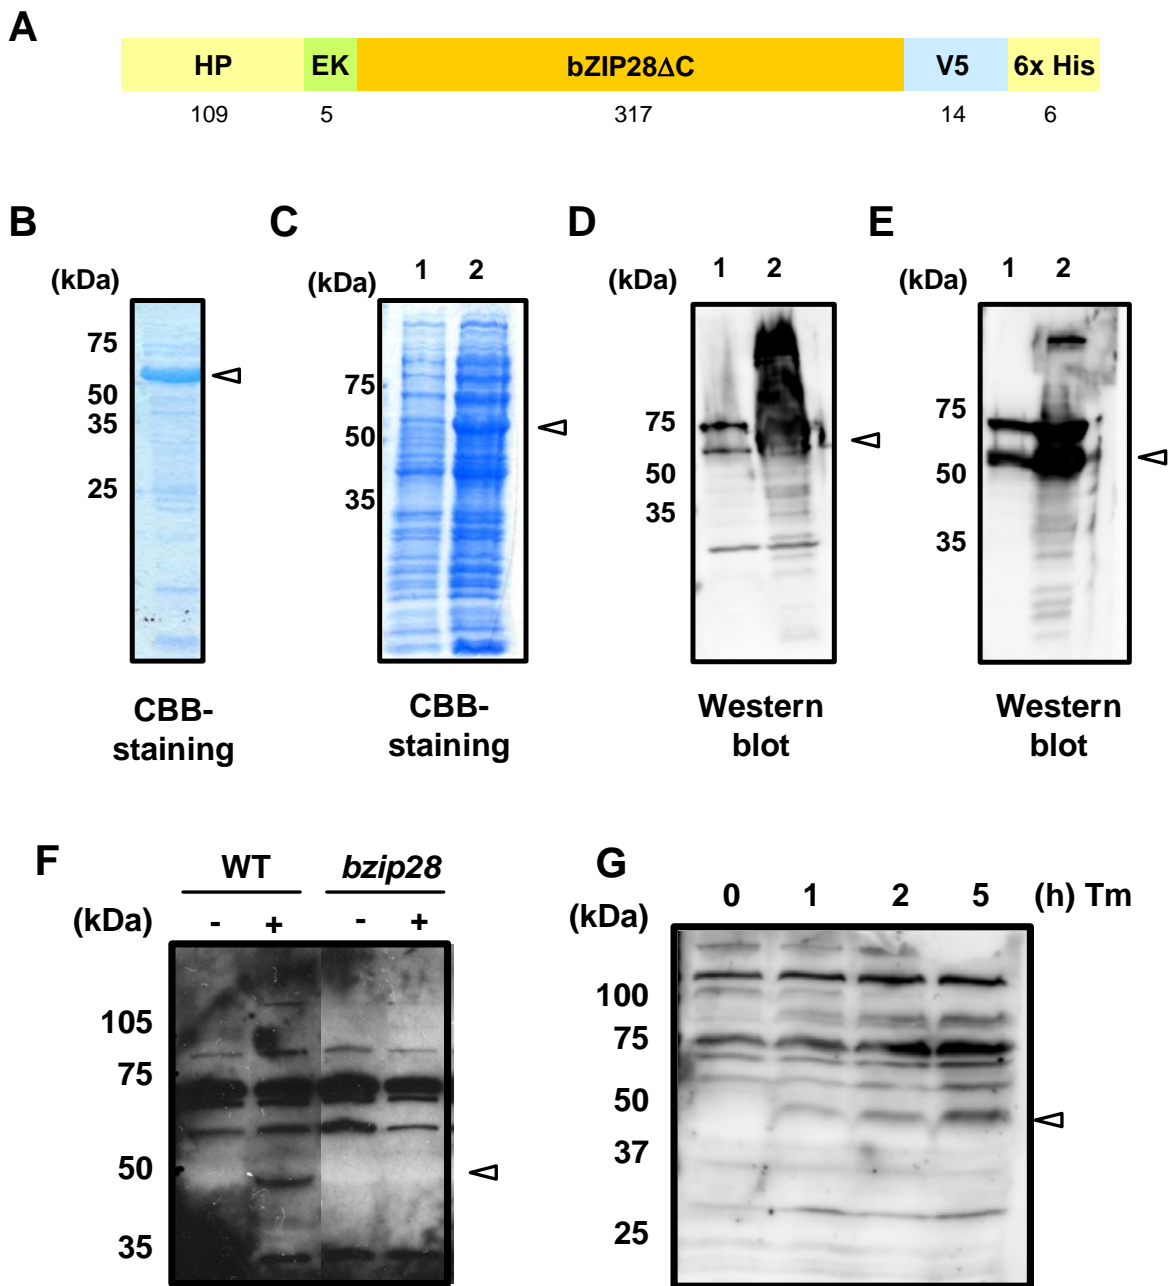 A
HP EK bZIP28ΔC V5 6x His
109 5 317 14 6
B
(kDa)
75
50
35
25
CBB-
staining
C
1 2
(kDa)
75
50
35
CBB-
staining
D
1 2
(kDa)
75
50
35
Western
blot
E
1 2
(kDa)
75
50
35
Western
blot
F
WT bzip28
(kDa) - + - +
105
75
50
35
G
0 1 2 5 (h) Tm
(kDa)
100
75
50
37
25